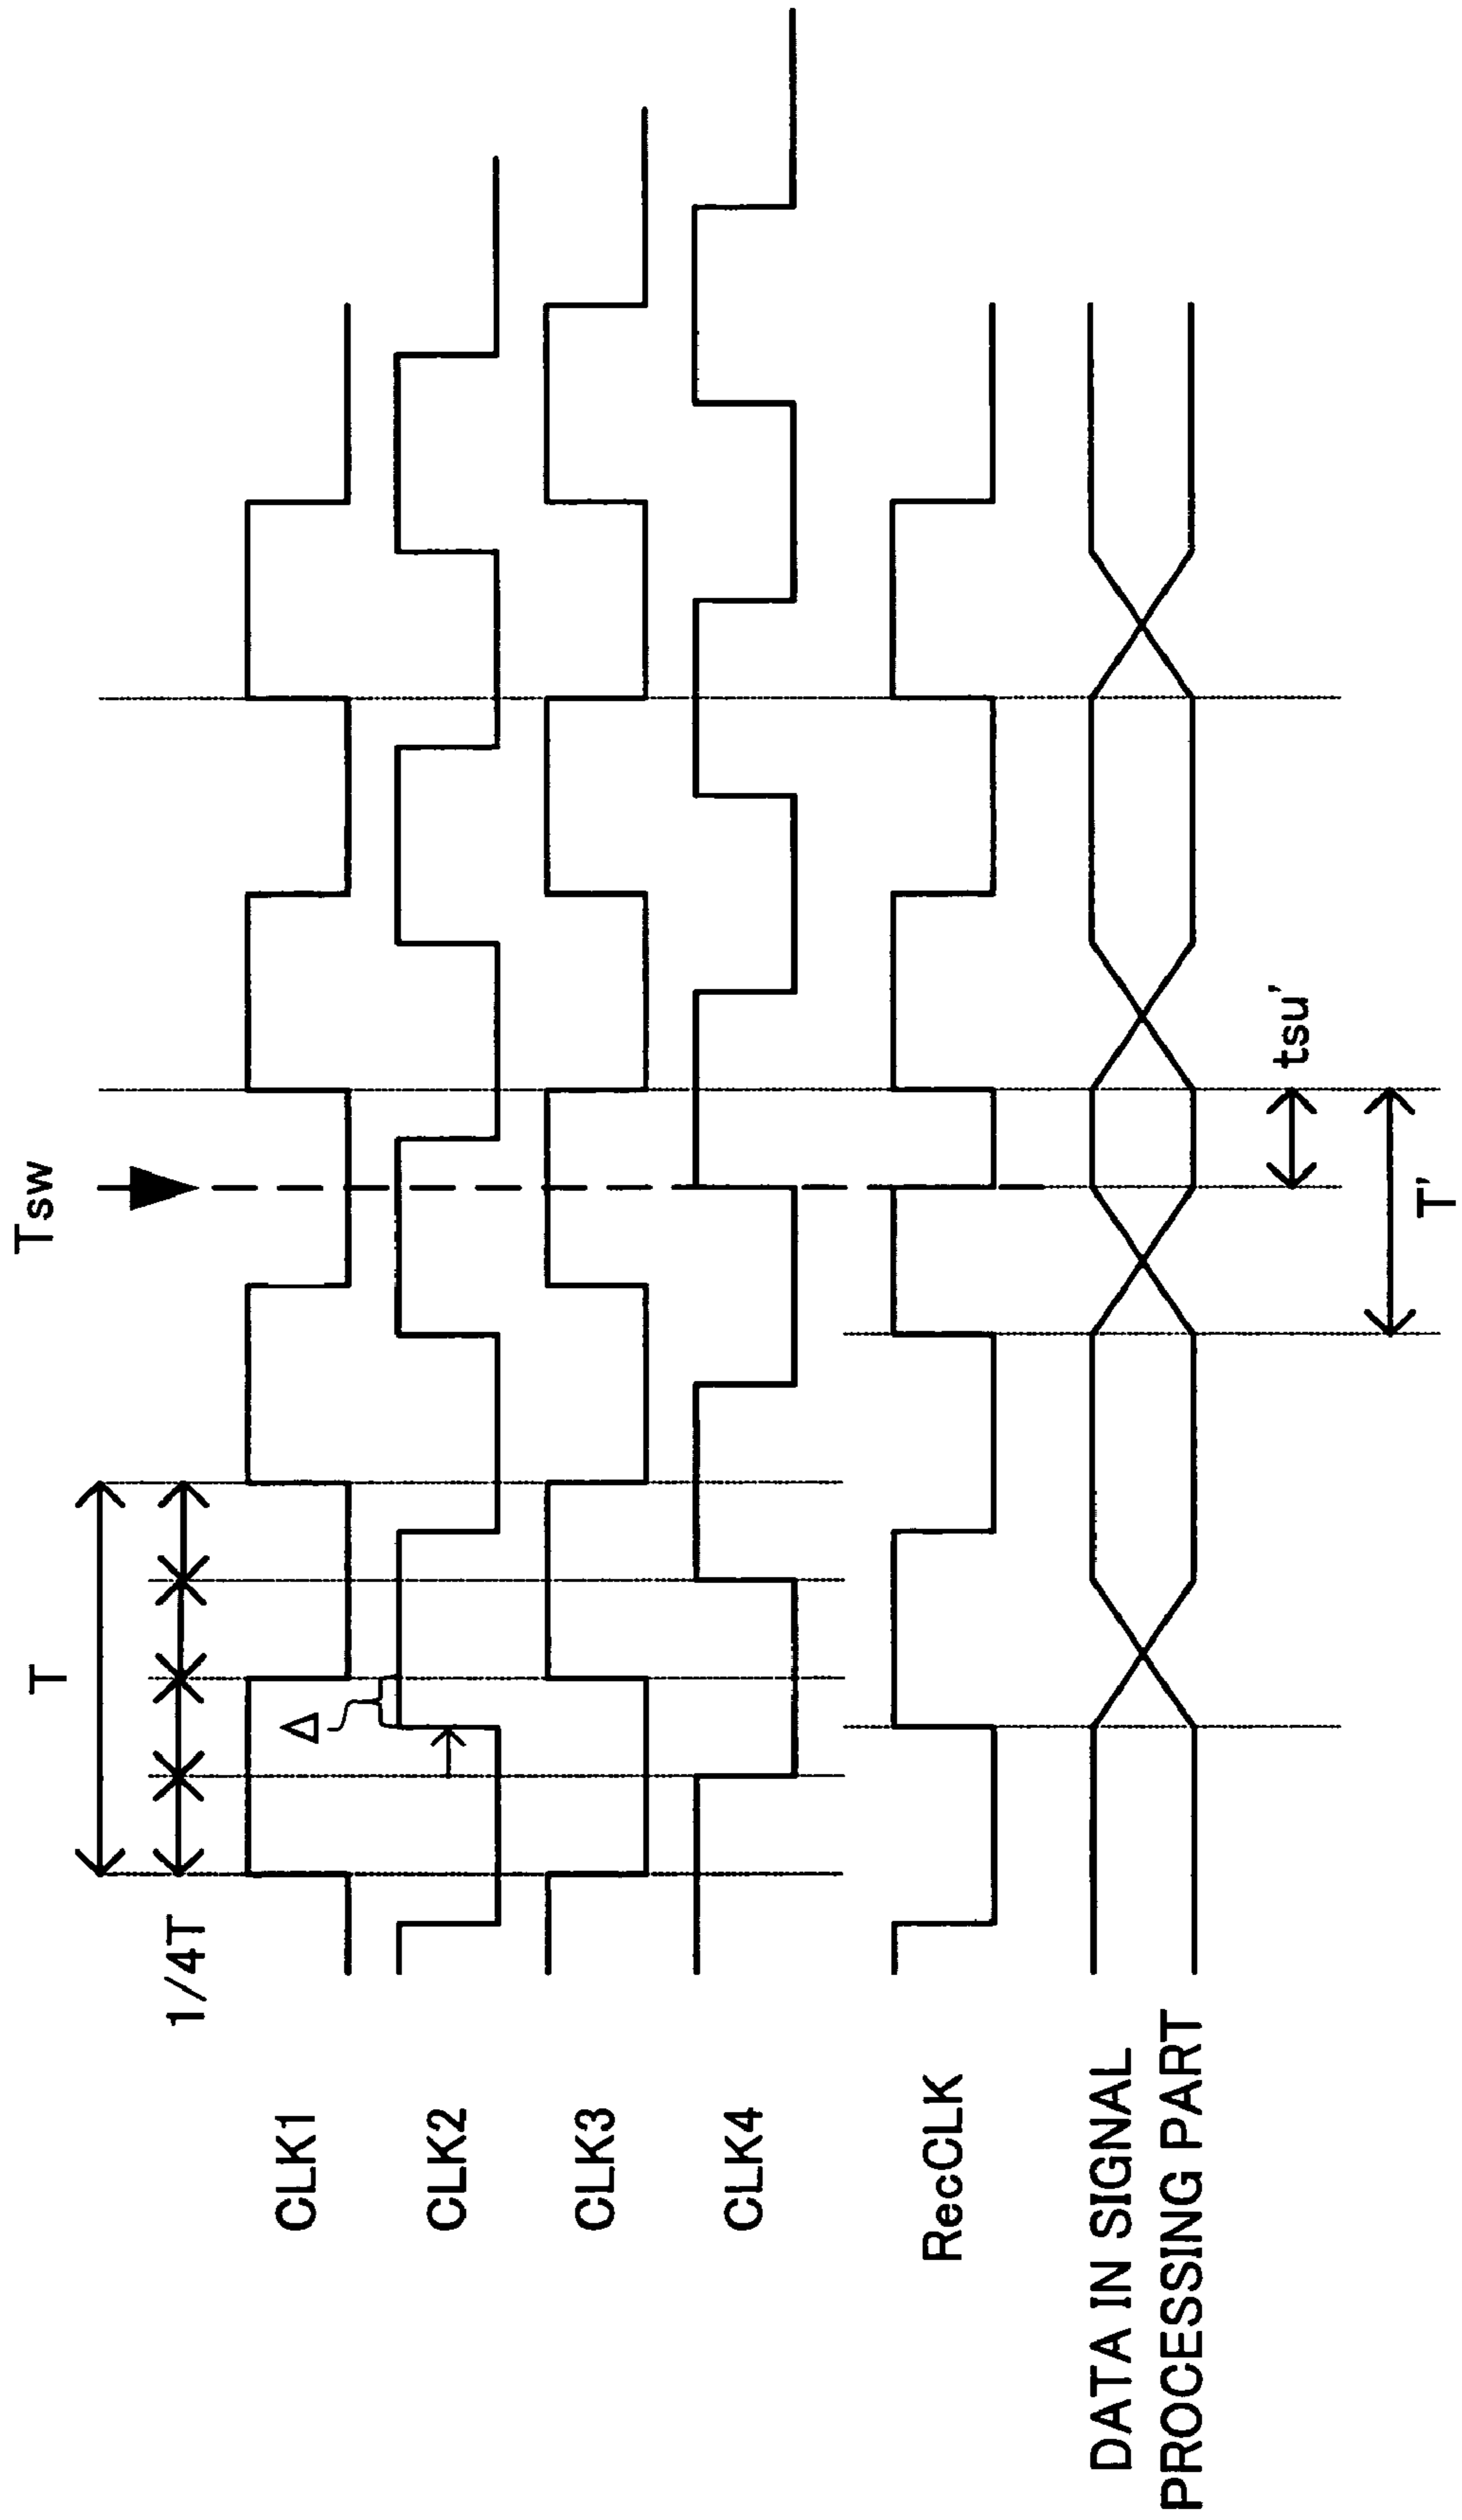 T
Tsw
1/4T
CLK1
Δ
CLK2
CLK3
CLK4
RecCLK
DATA IN SIGNAL
PROCESSING PART
tsu'
T'